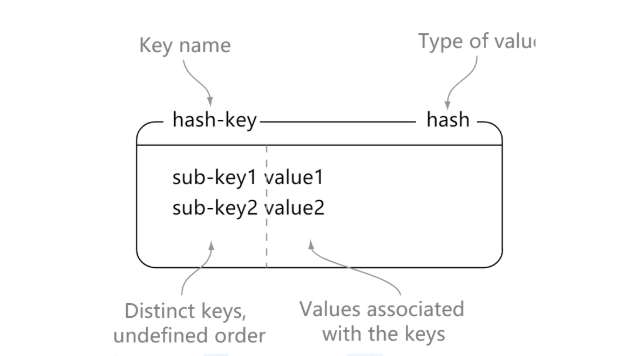 Key name
Type of valu
hash-key
hash
sub-key1 value1
sub-key2 value2
Distinct keys,
undefined order
Values associated
with the keys